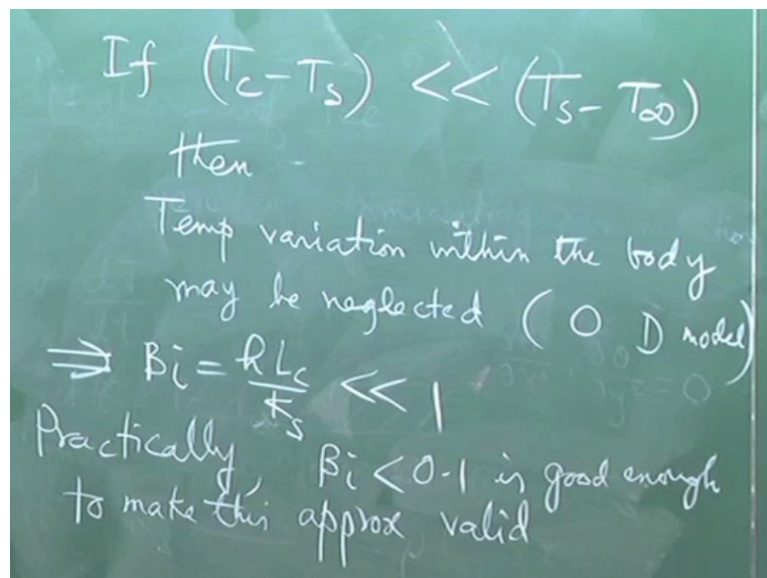 If (Tc - Ts) << (Ts - T∞)
then
Temp variation within the body
may be neglected (O D model)
⇒ Bi = hLc/Ks << 1
Practically, Bi < 0.1 is good enough
to make this approx valid